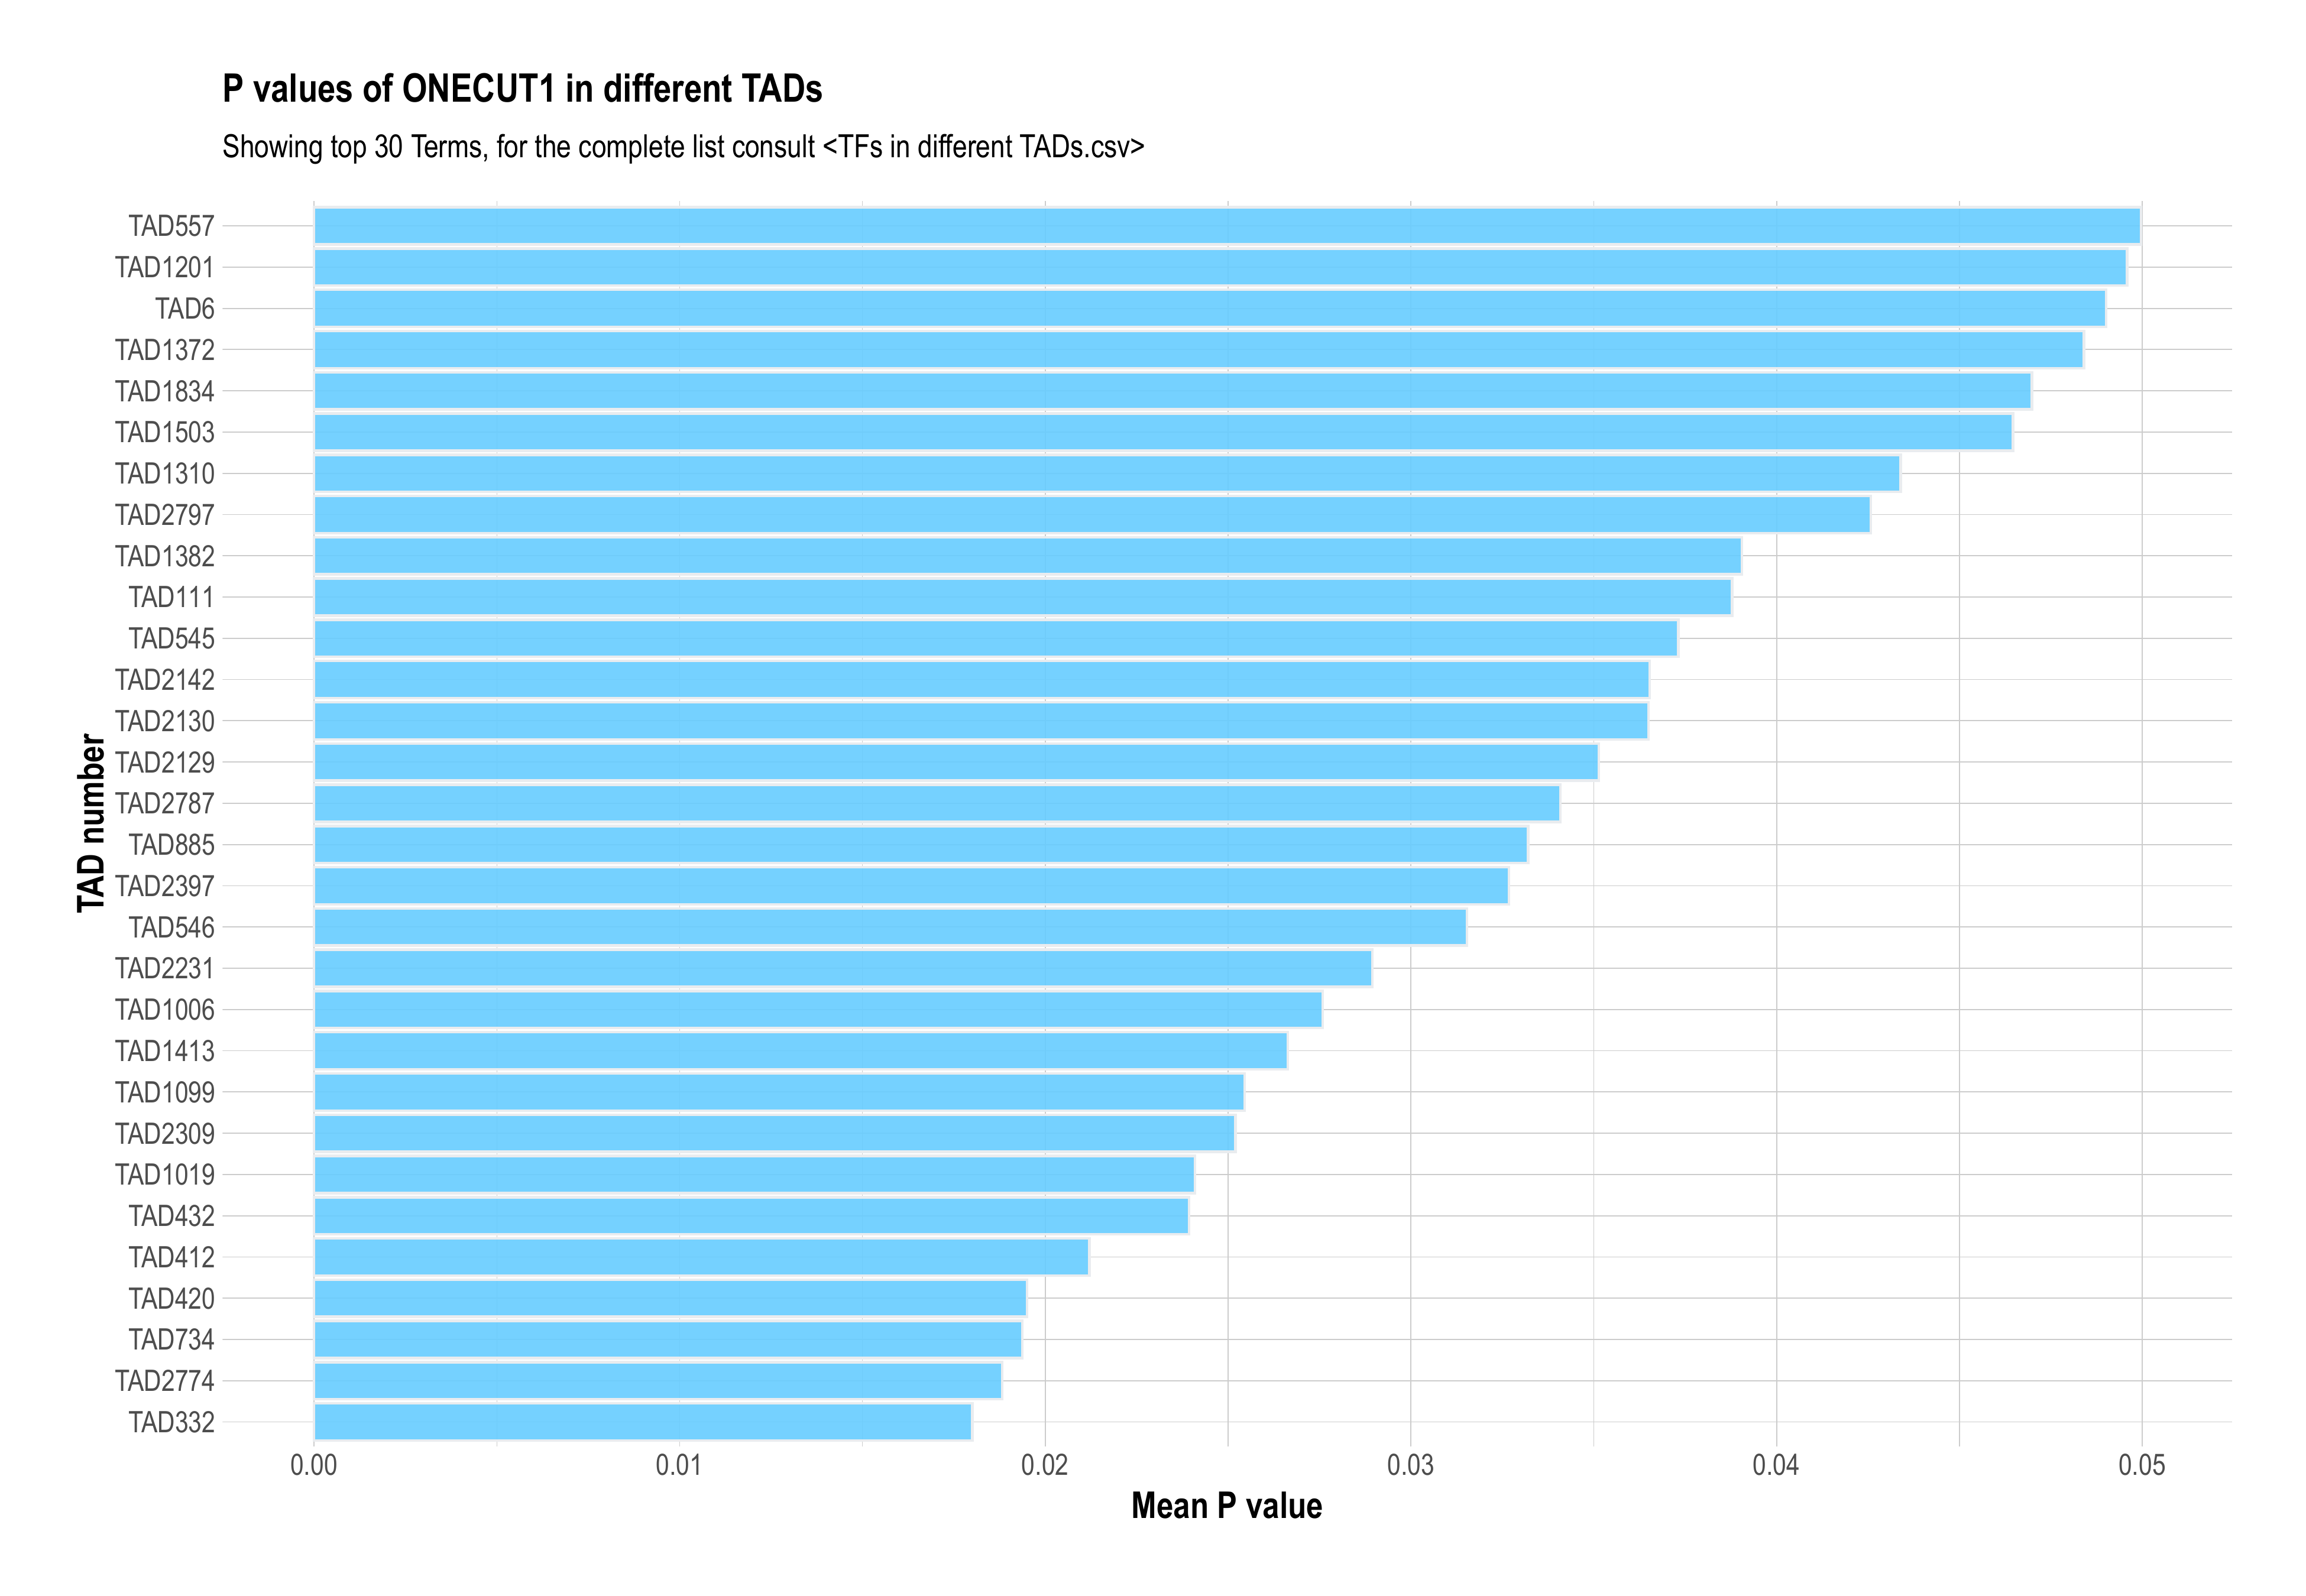 P values of ONECUT1 in different TADs
Showing top 30 Terms, for the complete list consult <TFs in different TADs.csv>
TAD number
TAD557
TAD1201
TAD6
TAD1372
TAD1834
TAD1503
TAD1310
TAD2797
TAD1382
TAD111
TAD545
TAD2142
TAD2130
TAD2129
TAD2787
TAD885
TAD2397
TAD546
TAD2231
TAD1006
TAD1413
TAD1099
TAD2309
TAD1019
TAD432
TAD412
TAD420
TAD734
TAD2774
TAD332
0.00 0.01 0.02 0.03 0.04 0.05
Mean P value